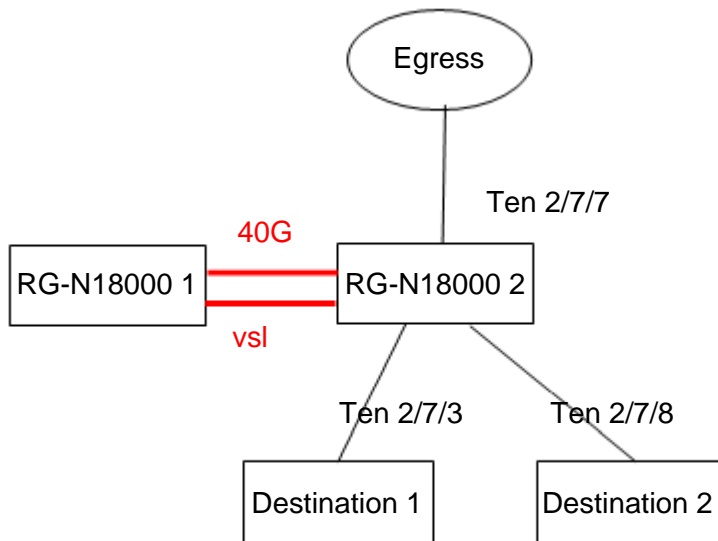 Egress
Ten 2/7/7
40G
RG-N18000 1
RG-N18000 2
vsl
Ten 2/7/3
Ten 2/7/8
Destination 1
Destination 2